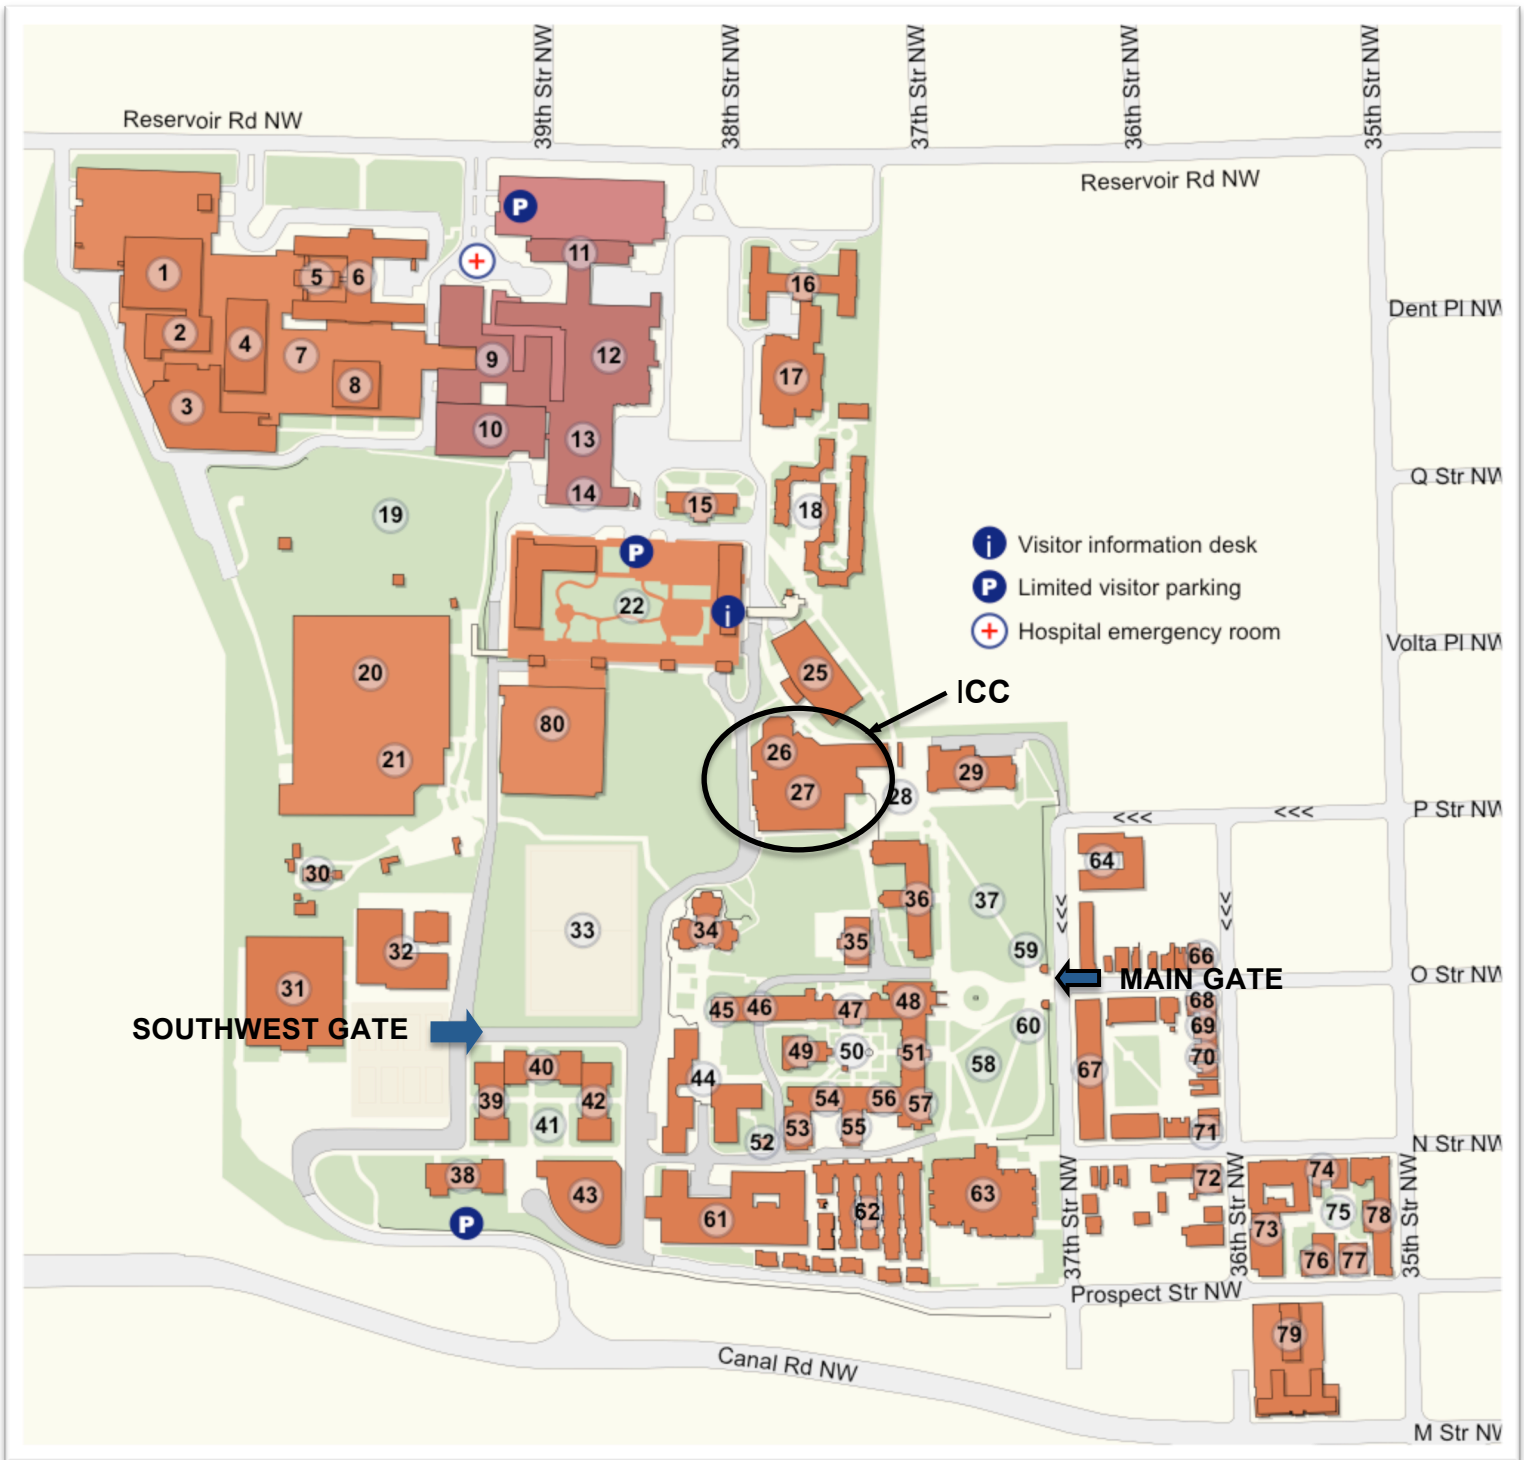 39th Str NW
38th Str NW
37th Str NW
36th Str NW
35th Str NW
Reservoir Rd NW
Reservoir Rd NW
P
11
1
5
6
16
Dent Pl NW
2
4
7
8
9
12
17
3
10
13
14
15
18
Q Str NW
19
i Visitor information desk
P
P Limited visitor parking
22
i
Hospital emergency room
Volta Pl NW
20
25
ICC
80
26
21
29
27
28
P Str NW
<<<
<<<
64
30
36
37
<<<
<<<
33
34
35
32
59
66
31
MAIN GATE
O Str NW
45
46
47
48
68
SOUTHWEST GATE
60
69
49
50
51
58
70
40
44
67
39
42
54
56
57
41
53
55
52
71
N Str NW
38
43
63
72
74
61
62
75
78
73
P
76
77
37th Str NW
36th Str NW
35th Str NW
Prospect Str NW
79
Canal Rd NW
M Str NW